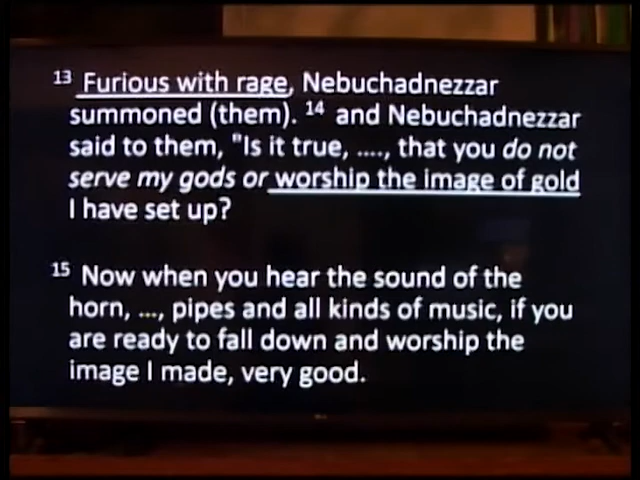 13 Furious with rage, Nebuchadnezzar
summoned (them). 14 and Nebuchadnezzar
said to them, "Is it true, ...., that you do not
serve my gods or worship the image of gold
I have set up?
15 Now when you hear the sound of the
horn, ..., pipes and all kinds of music, if you
are ready to fall down and worship the
image I made, very good.